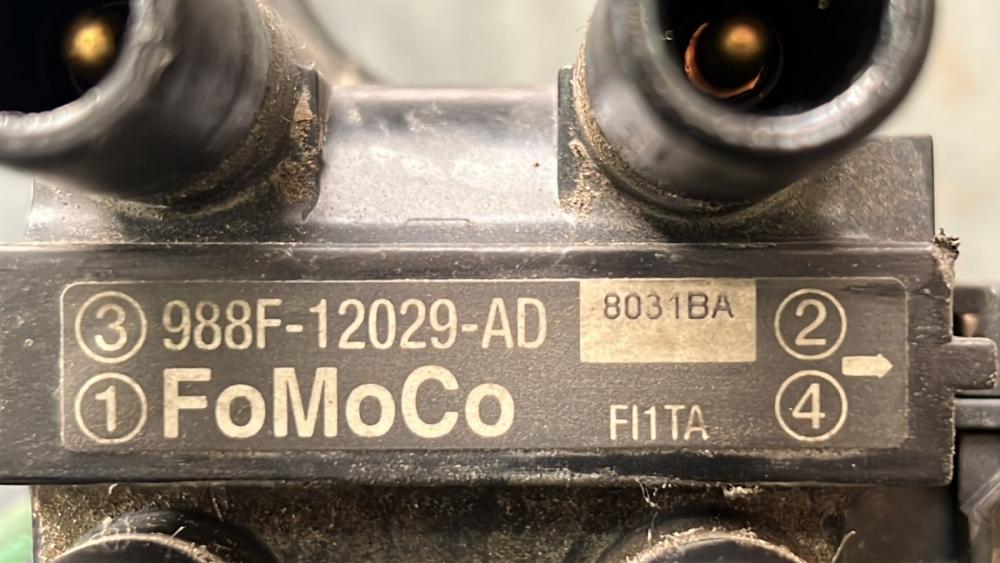 ③ 988F-12029-AD 8031BA ②
① FoMoCo FI1TA ④